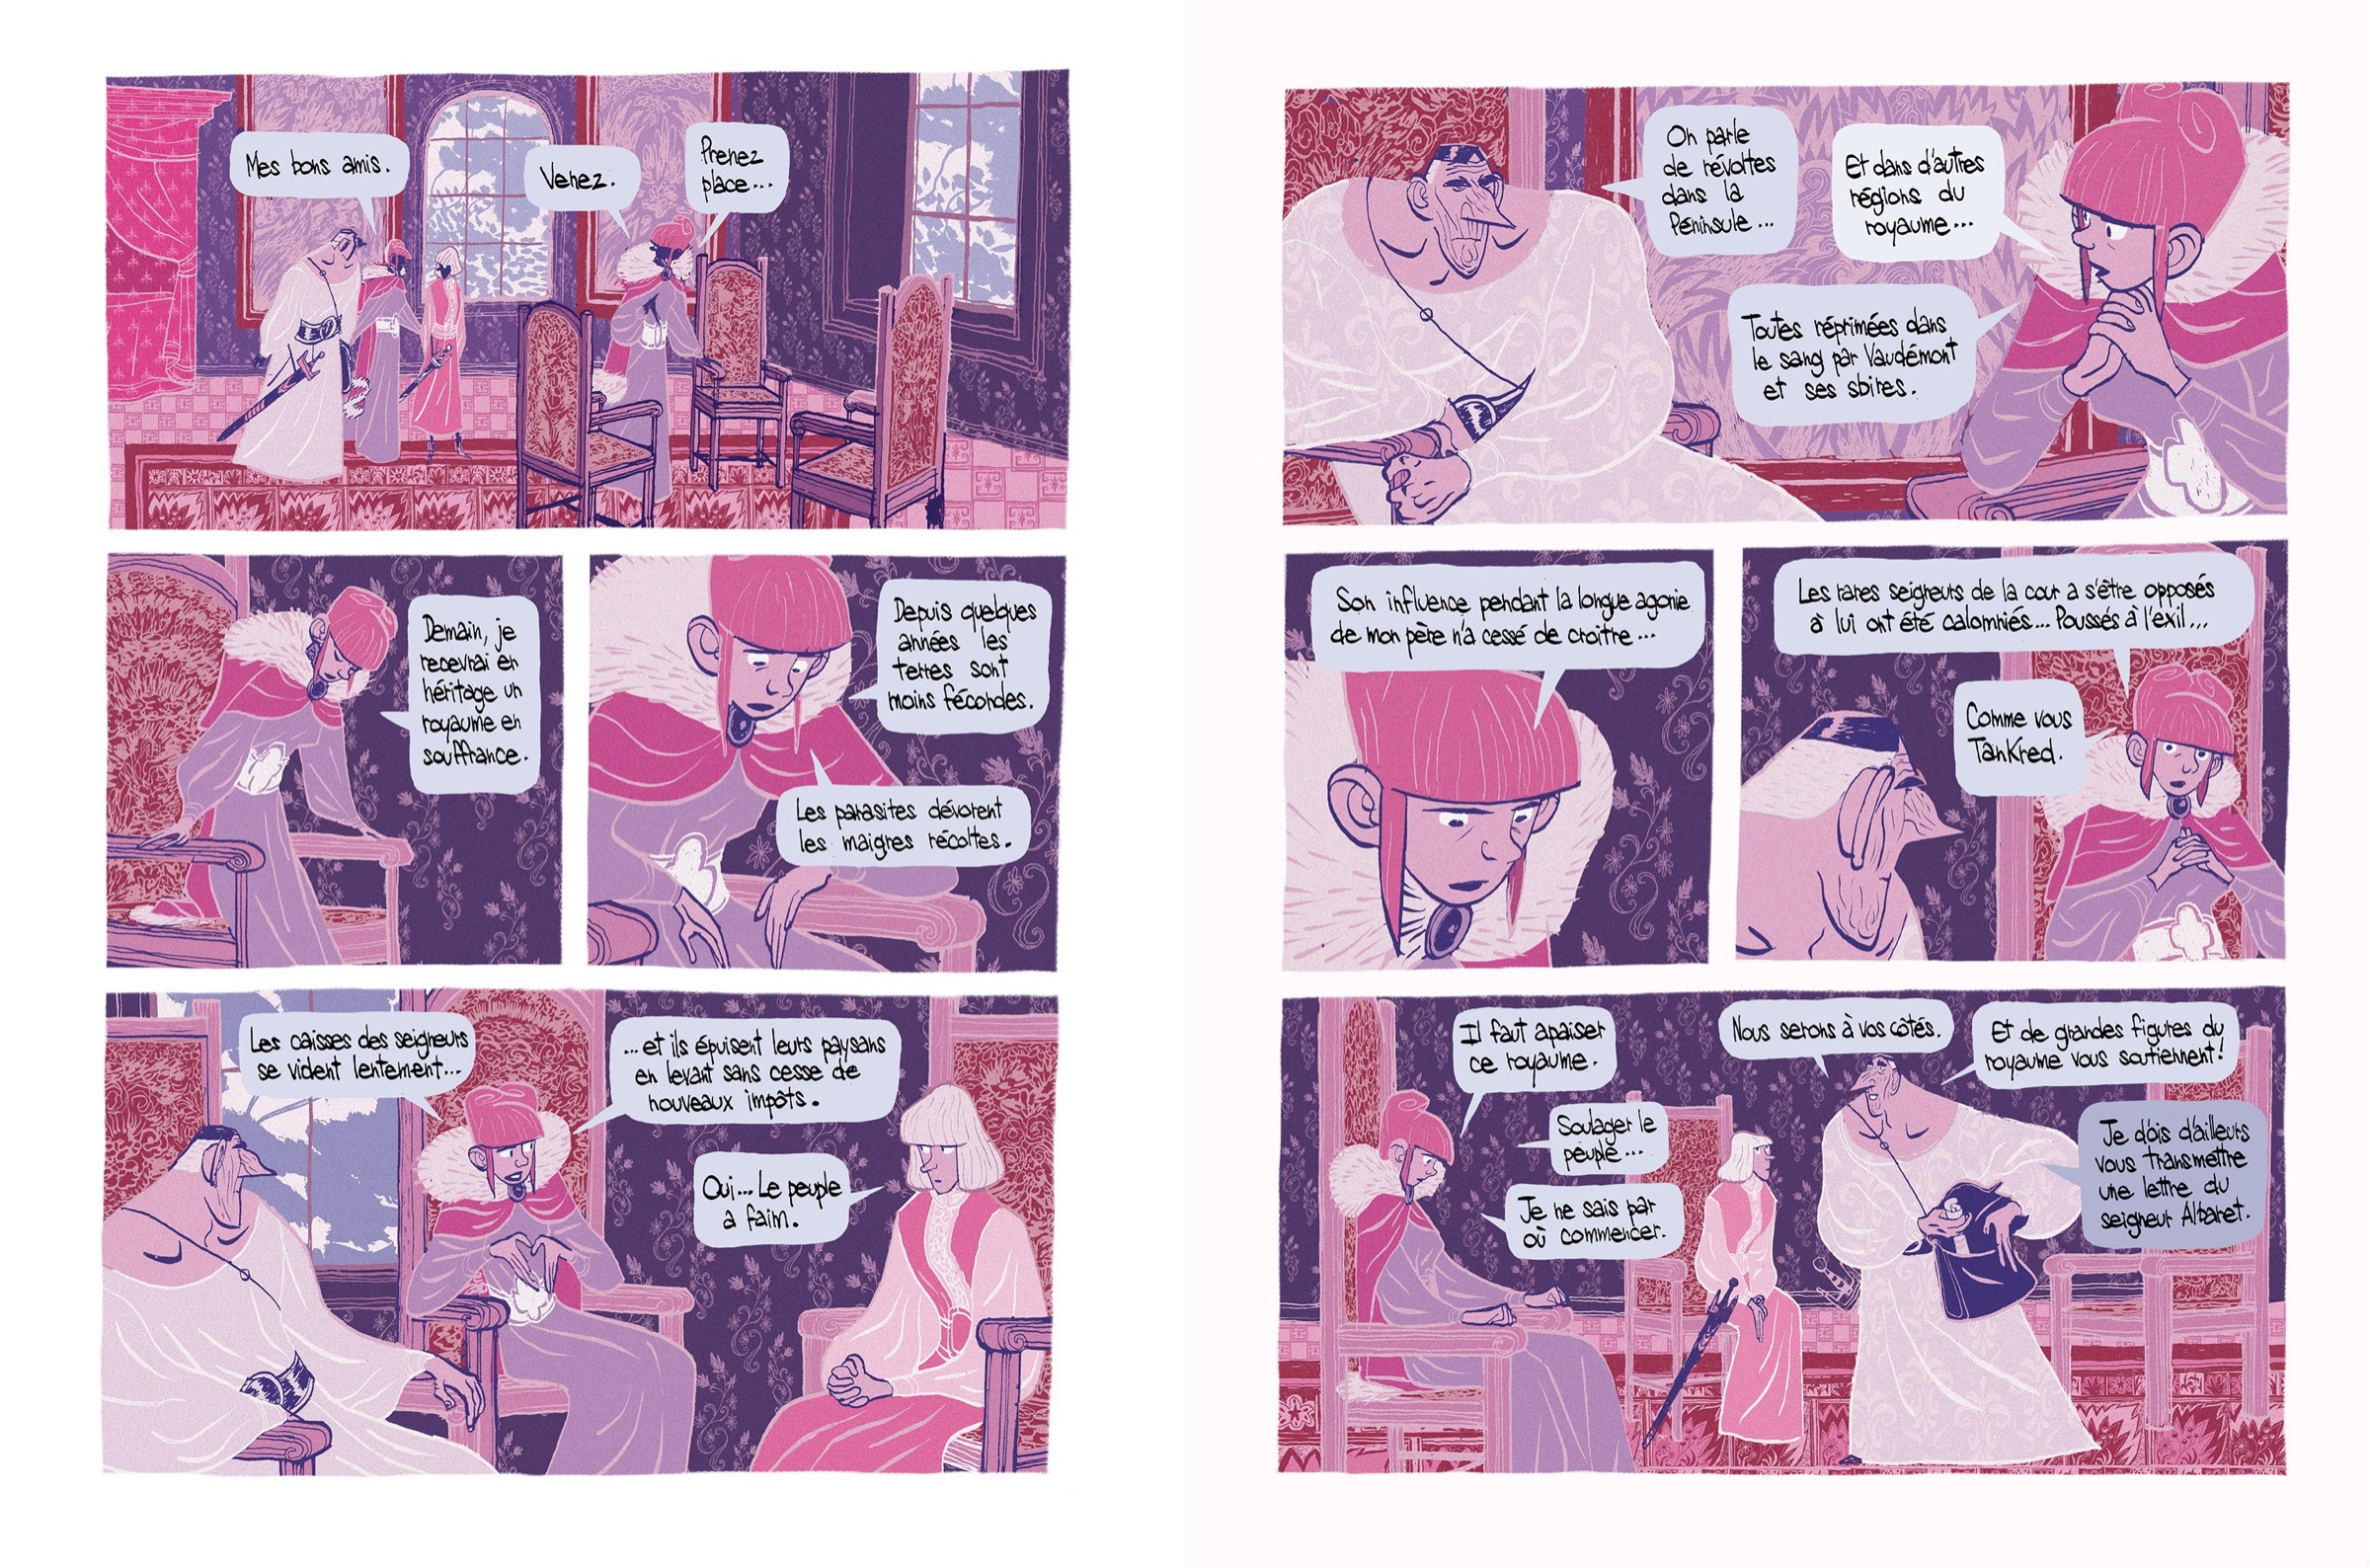 Mes bons amis.
Venez.
Prenez
place...
Demain, je
recevrai en
héritage un
royaume en
souffrance.
Depuis quelques
années les
terres sont
moins fécondes.
Les parasites dévorent
les maigres récoltes.
Les caisses des seigneurs
se vident lentement...
...et ils épuisent leurs paysans
en levant sans cesse de
nouveaux impôts.
Oui... Le peuple
a faim.
On parle
de révoltes
dans la
Péninsule...
Et dans d'autres
régions du
royaume...
Toutes réprimées dans
le sang par Vaudémont
et ses sbires.
Son influence pendant la longue agonie
de mon père n'a cessé de croître...
Les rares seigneurs de la cour a s'être opposés
à lui ont été calomniés... Poussés à l'exil...
Comme vous
Tankred.
Il faut apaiser
ce royaume.
Soulager le
peuple...
Je ne sais par
où commencer.
Nous serons à vos côtés.
Et de grandes figures du
royaume vous soutiennent!
Je dois d'ailleurs
vous transmettre
une lettre du
seigneur Albaret.